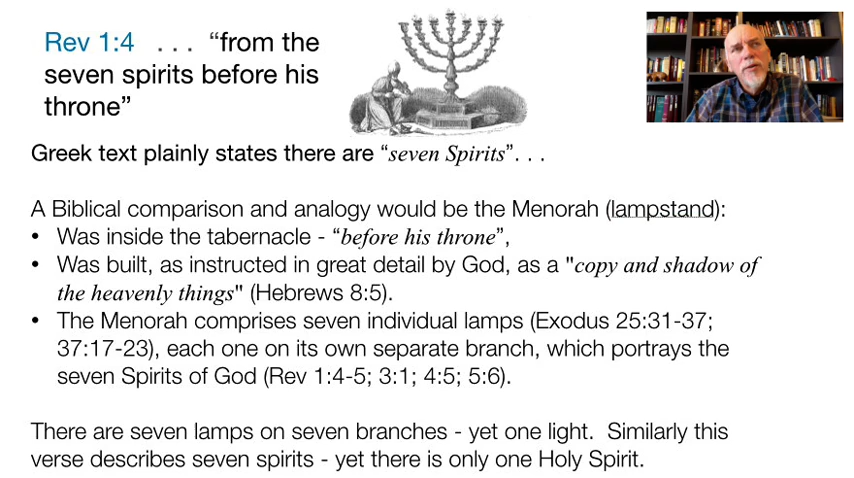 Rev 1:4 . . . “from the
seven spirits before his
throne”
Greek text plainly states there are “seven Spirits”. . .
A Biblical comparison and analogy would be the Menorah (lampstand):
• Was inside the tabernacle - “before his throne”,
• Was built, as instructed in great detail by God, as a "copy and shadow of
the heavenly things" (Hebrews 8:5).
• The Menorah comprises seven individual lamps (Exodus 25:31-37;
37:17-23), each one on its own separate branch, which portrays the
seven Spirits of God (Rev 1:4-5; 3:1; 4:5; 5:6).
There are seven lamps on seven branches - yet one light. Similarly this
verse describes seven spirits - yet there is only one Holy Spirit.